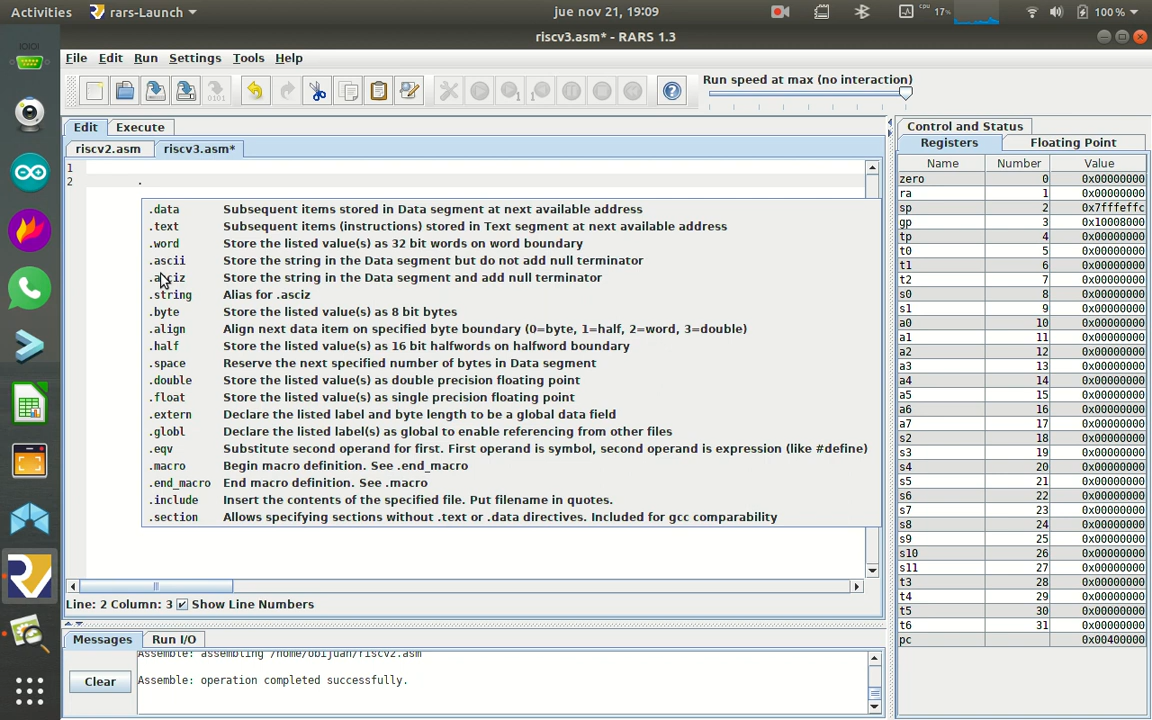 Activities rars-Launch jue nov 21, 19:09 cpu 17% 100%
riscv3.asm* - RARS 1.3
File Edit Run Settings Tools Help
Run speed at max (no interaction)
Edit Execute
riscv2.asm riscv3.asm*
1
2 .
.data Subsequent items stored in Data segment at next available address
.text Subsequent items (instructions) stored in Text segment at next available address
.word Store the listed value(s) as 32 bit words on word boundary
.ascii Store the string in the Data segment but do not add null terminator
.asciz Store the string in the Data segment and add null terminator
.string Alias for .asciz
.byte Store the listed value(s) as 8 bit bytes
.align Align next data item on specified byte boundary (0=byte, 1=half, 2=word, 3=double)
.half Store the listed value(s) as 16 bit halfwords on halfword boundary
.space Reserve the next specified number of bytes in Data segment
.double Store the listed value(s) as double precision floating point
.float Store the listed value(s) as single precision floating point
.extern Declare the listed label and byte length to be a global data field
.globl Declare the listed label(s) as global to enable referencing from other files
.eqv Substitute second operand for first. First operand is symbol, second operand is expression (like #define)
.macro Begin macro definition. See .end_macro
.end_macro End macro definition. See .macro
.include Insert the contents of the specified file. Put filename in quotes.
.section Allows specifying sections without .text or .data directives. Included for gcc comparability
Line: 2 Column: 3 Show Line Numbers
Messages Run I/O
Assemble: assembling /home/obijuan/riscv2.asm
Clear
Assemble: operation completed successfully.
Control and Status
Registers Floating Point
Name Number Value
zero 0 0x00000000
ra 1 0x00000000
sp 2 0x7fffeffc
gp 3 0x10008000
tp 4 0x00000000
t0 5 0x00000000
t1 6 0x00000000
t2 7 0x00000000
s0 8 0x00000000
s1 9 0x00000000
a0 10 0x00000000
a1 11 0x00000000
a2 12 0x00000000
a3 13 0x00000000
a4 14 0x00000000
a5 15 0x00000000
a6 16 0x00000000
a7 17 0x00000000
s2 18 0x00000000
s3 19 0x00000000
s4 20 0x00000000
s5 21 0x00000000
s6 22 0x00000000
s7 23 0x00000000
s8 24 0x00000000
s9 25 0x00000000
s10 26 0x00000000
s11 27 0x00000000
t3 28 0x00000000
t4 29 0x00000000
t5 30 0x00000000
t6 31 0x00000000
pc 0x00400000